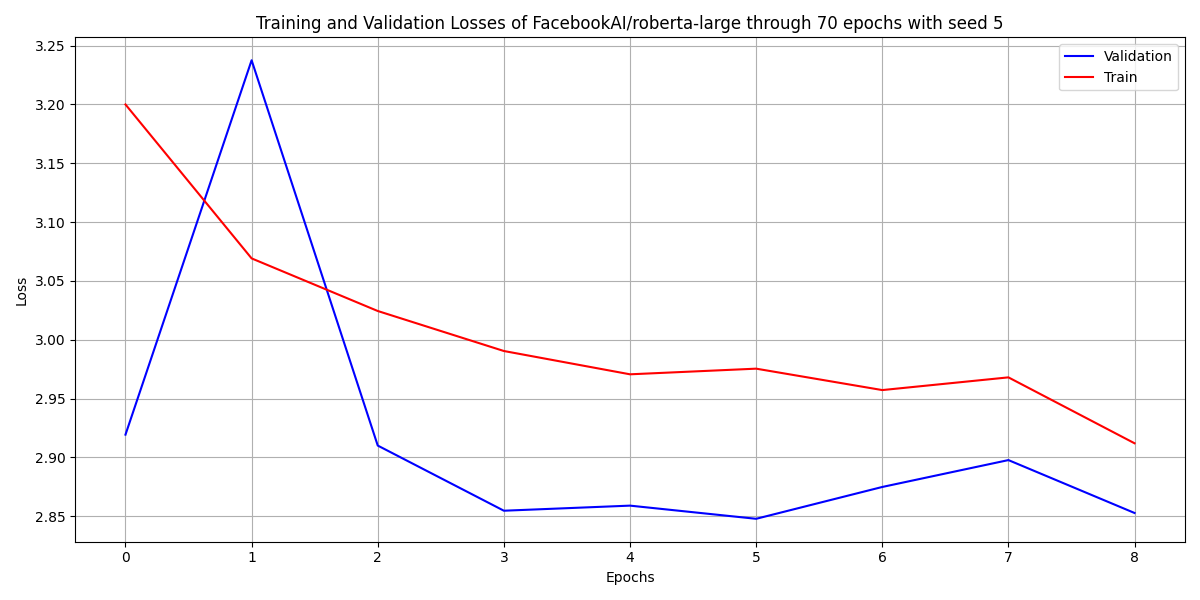 Training and Validation Losses of FacebookAI/roberta-large through 70 epochs with seed 5
Validation
Train
3.25
3.20
3.15
3.10
3.05
3.00
2.95
2.90
2.85
Loss
0 1 2 3 4 5 6 7 8
Epochs